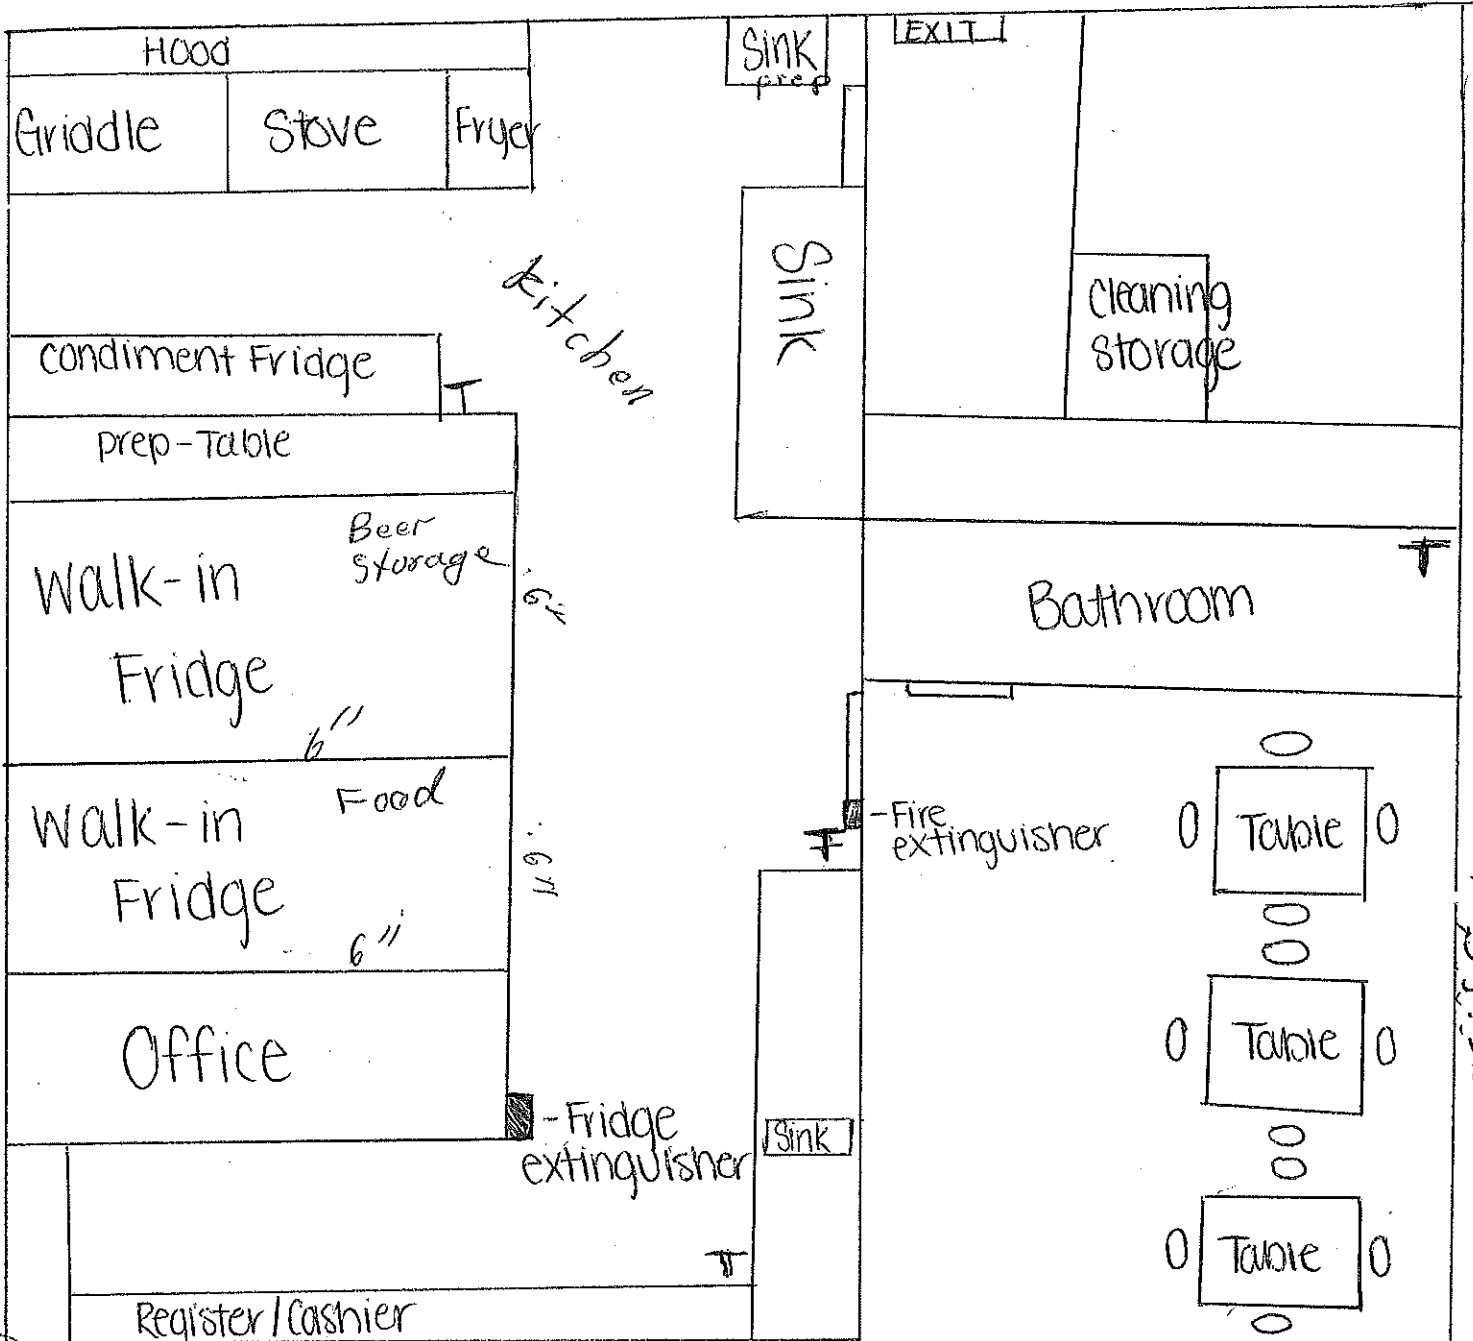 Hood
Griddle
Stove
Fryer
Sink
prep
EXIT
Kitchen
Sink
Cleaning
Storage
Condiment Fridge
T
prep-Table
Beer
Storage
Walk-in
Fridge
6"
6"
Bathroom
T
Food
Walk-in
Fridge
6"
6"
T
-Fire
extinguisher
Table
Office
Table
-Fridge
extinguisher
Sink
T
Table
Register/Cashier